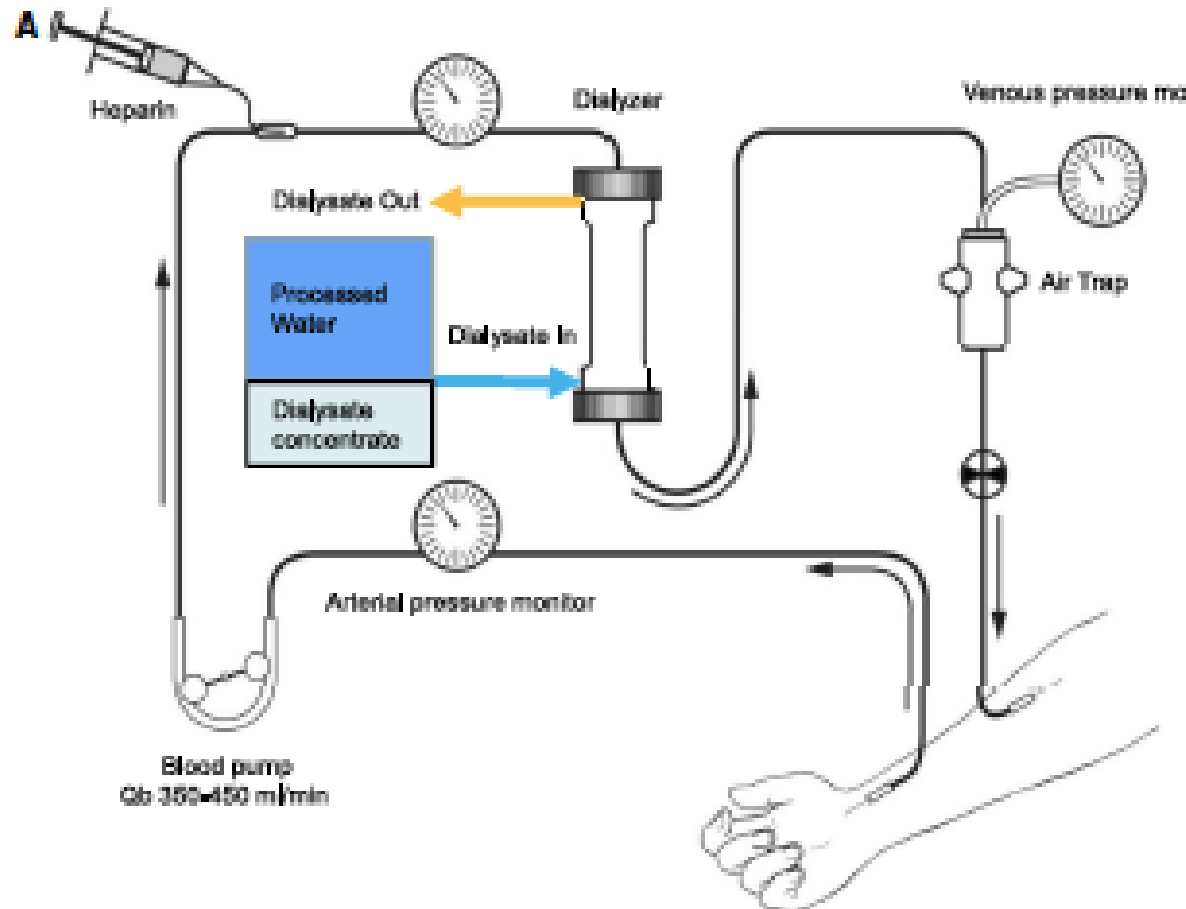 A
Heparin
Dialyzer
Venous pressure mo
Dialysate Out
Processed
Water
Dialysate In
Air Trap
Dialysate
concentrate
Arterial pressure monitor
Blood pump
Qb 350-450 ml/min